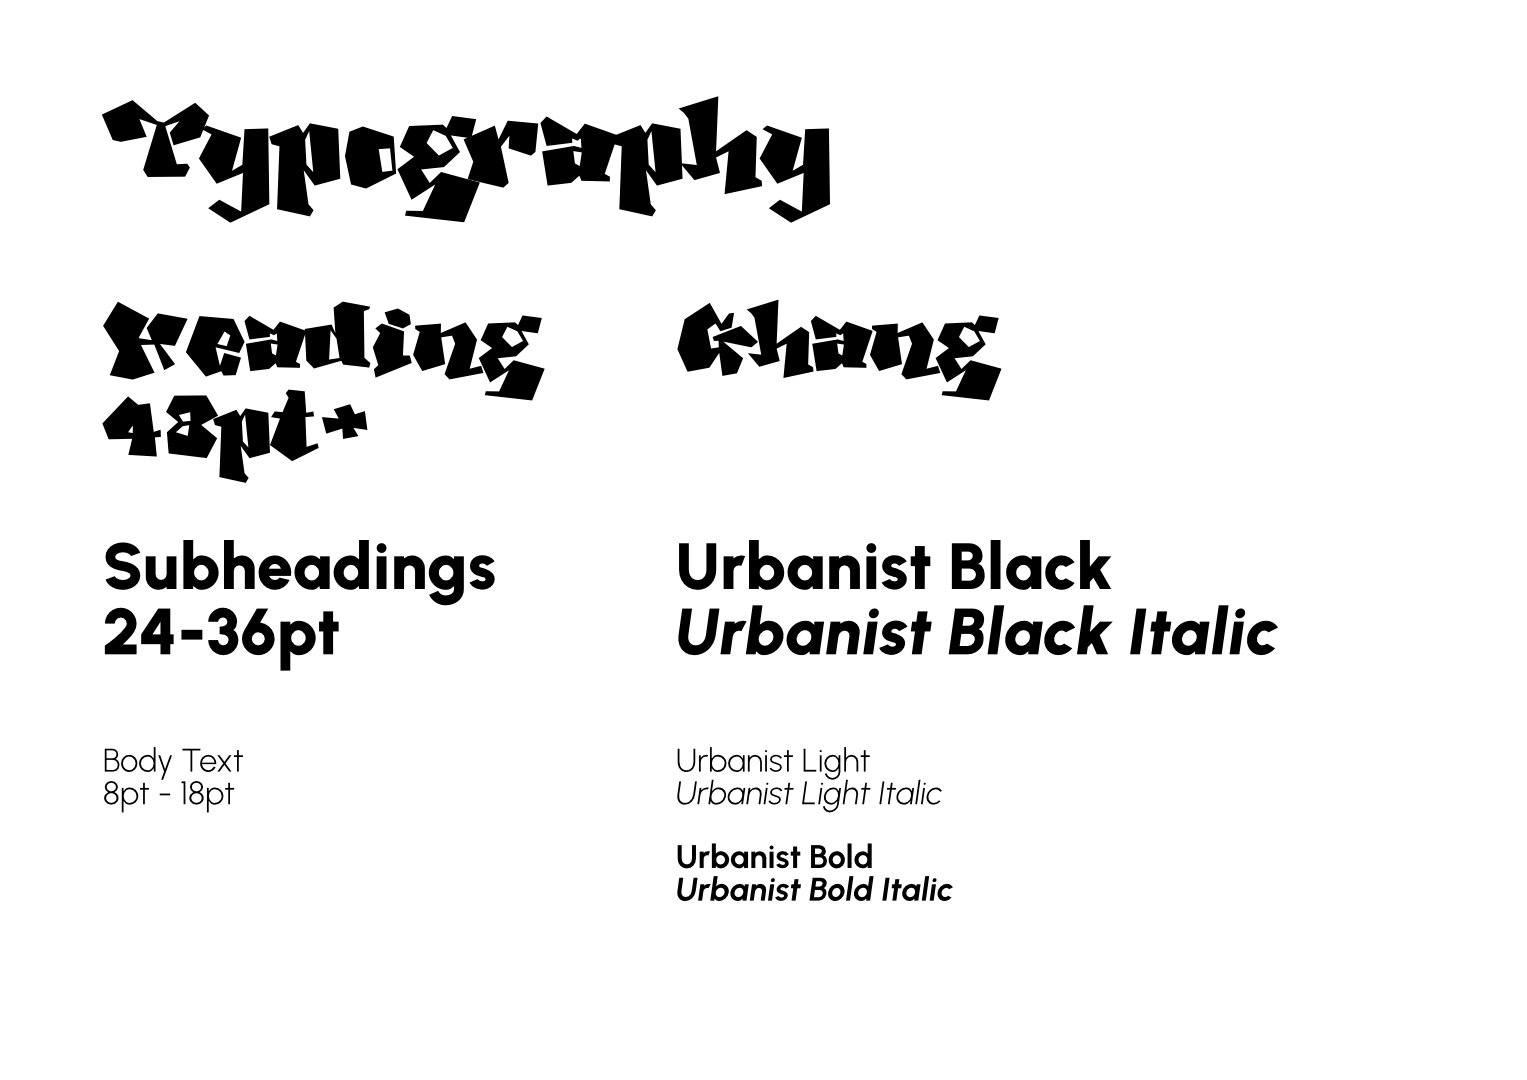 Typography
Heading
48pt+
Ghang
Subheadings
24-36pt
Urbanist Black
Urbanist Black Italic
Body Text
8pt - 18pt
Urbanist Light
Urbanist Light Italic
Urbanist Bold
Urbanist Bold Italic